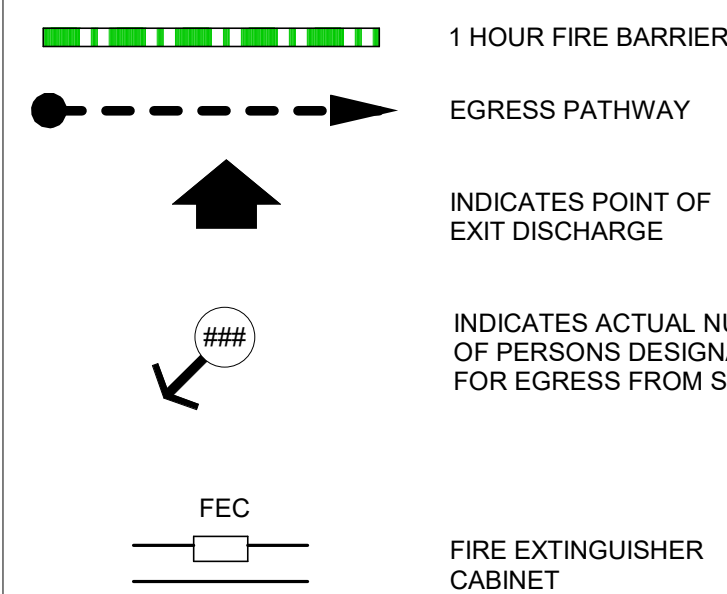 1 HOUR FIRE BARRIER
EGRESS PATHWAY
INDICATES POINT OF
EXIT DISCHARGE
###
INDICATES ACTUAL
OF PERSONS
FOR EGRESS FROM
FEC
FIRE EXTINGUISHER
CABINET